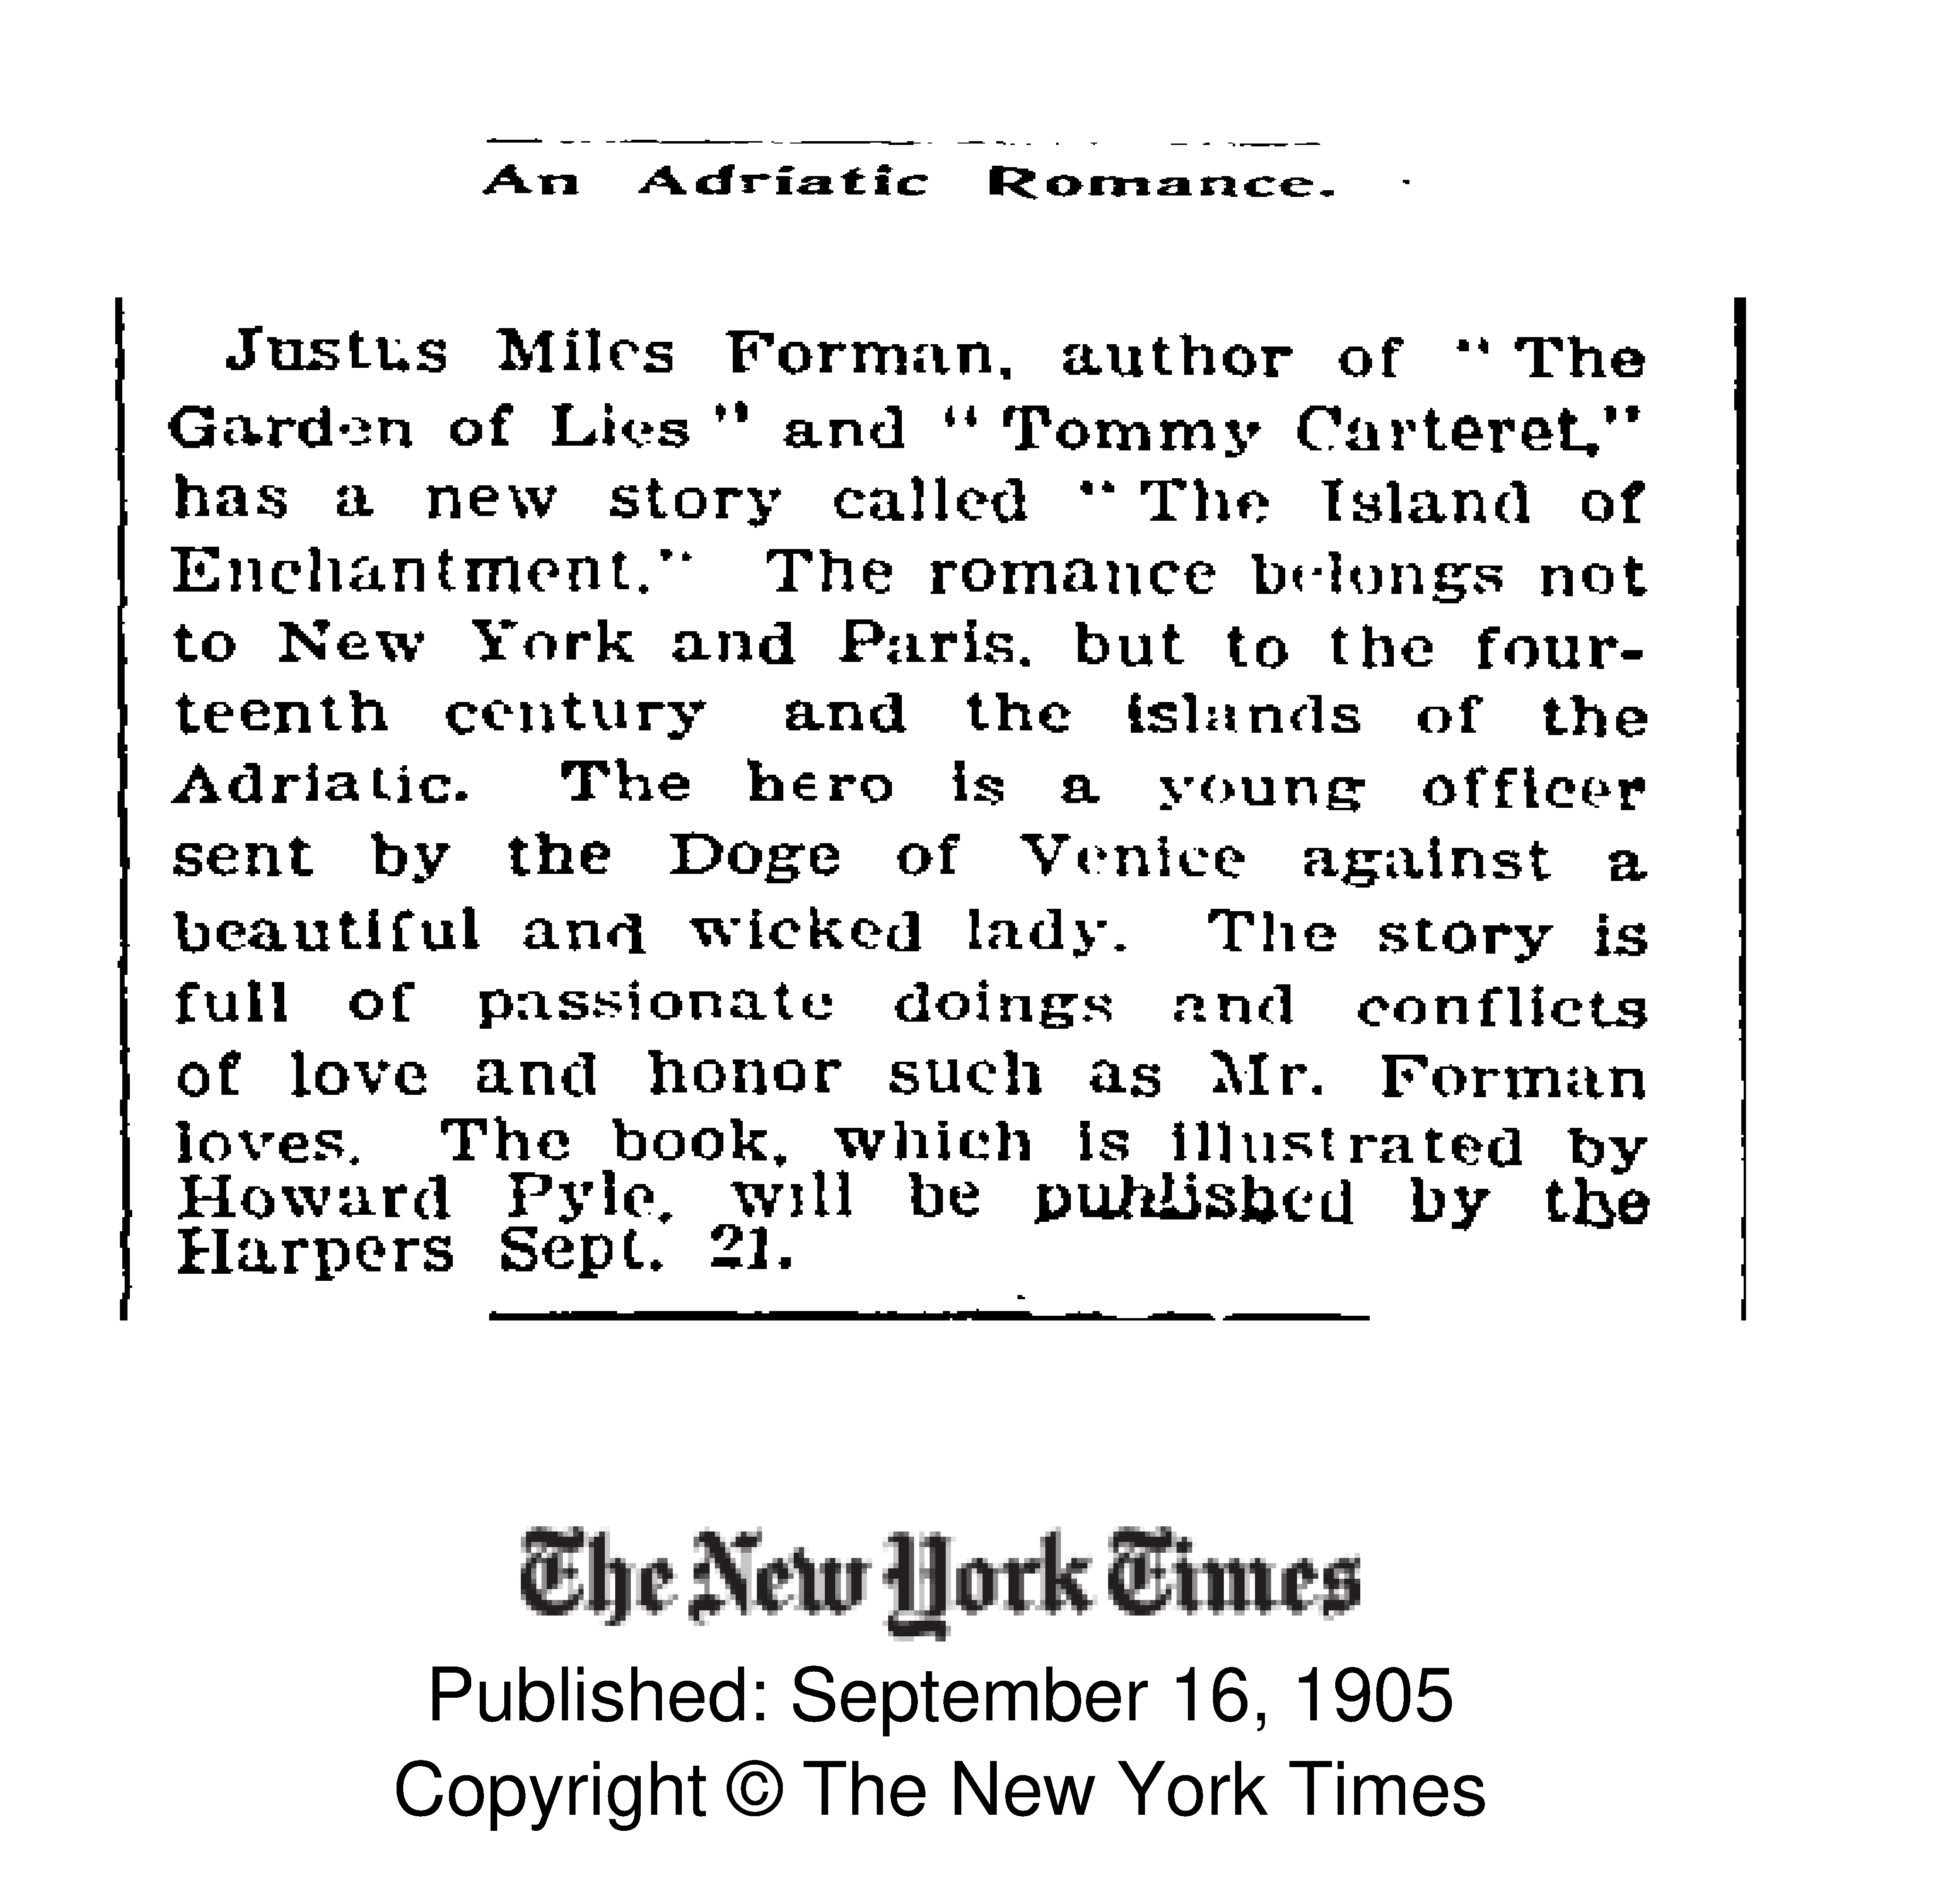 An Adriatic Romance.
Justus Miles Forman, author of "The
Garden of Lies" and "Tommy Carteret,"
has a new story called "The Island of
Enchantment." The romance belongs not
to New York and Paris, but to the four-
teenth century and the islands of the
Adriatic. The hero is a young officer
sent by the Doge of Venice against a
beautiful and wicked lady. The story is
full of passionate doings and conflicts
of love and honor such as Mr. Forman
loves. The book, which is illustrated by
Howard Pyle, will be published by the
Harpers Sept. 21.
The New York Times
Published: September 16, 1905
Copyright © The New York Times